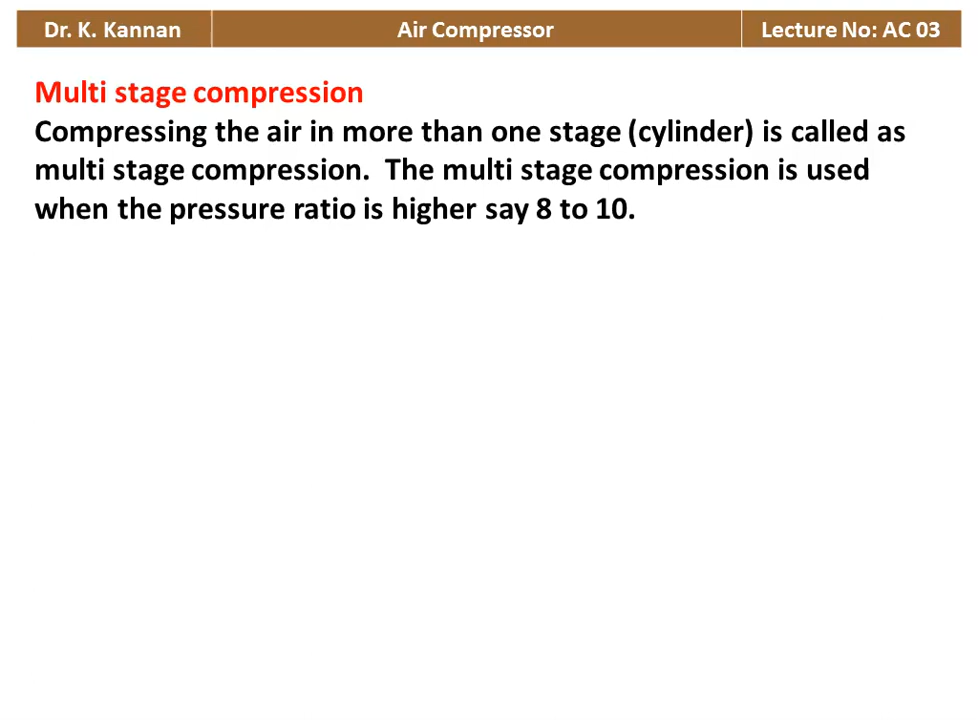 Dr. K. Kannan
Air Compressor
Lecture No: AC 03
Multi stage compression
Compressing the air in more than one stage (cylinder) is called as
multi stage compression.  The multi stage compression is used
when the pressure ratio is higher say 8 to 10.